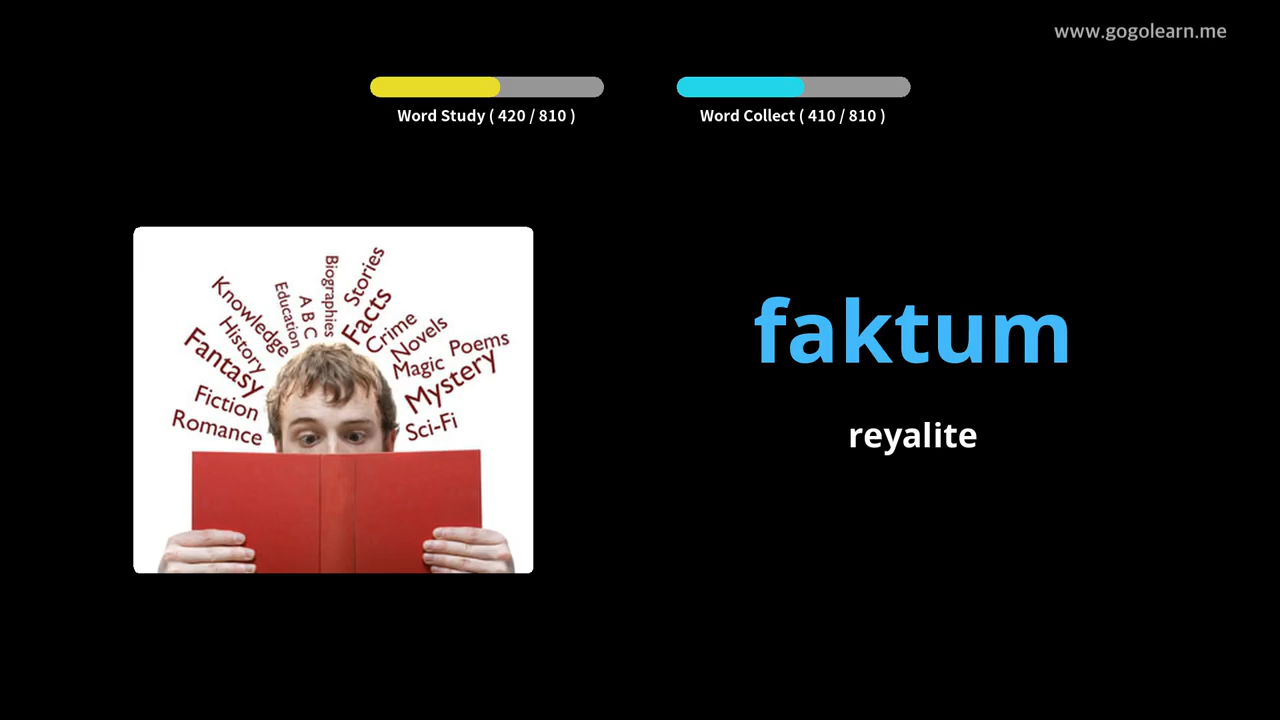 www.gogolearn.me
Word Study ( 420 / 810 )
Word Collect ( 410 / 810 )
Biographies
Stories
Education
A B C
Facts
Knowledge
Crime
History
Novels
Poems
Fantasy
Magic
Mystery
Fiction
Romance
Sci-Fi
faktum
reyalite